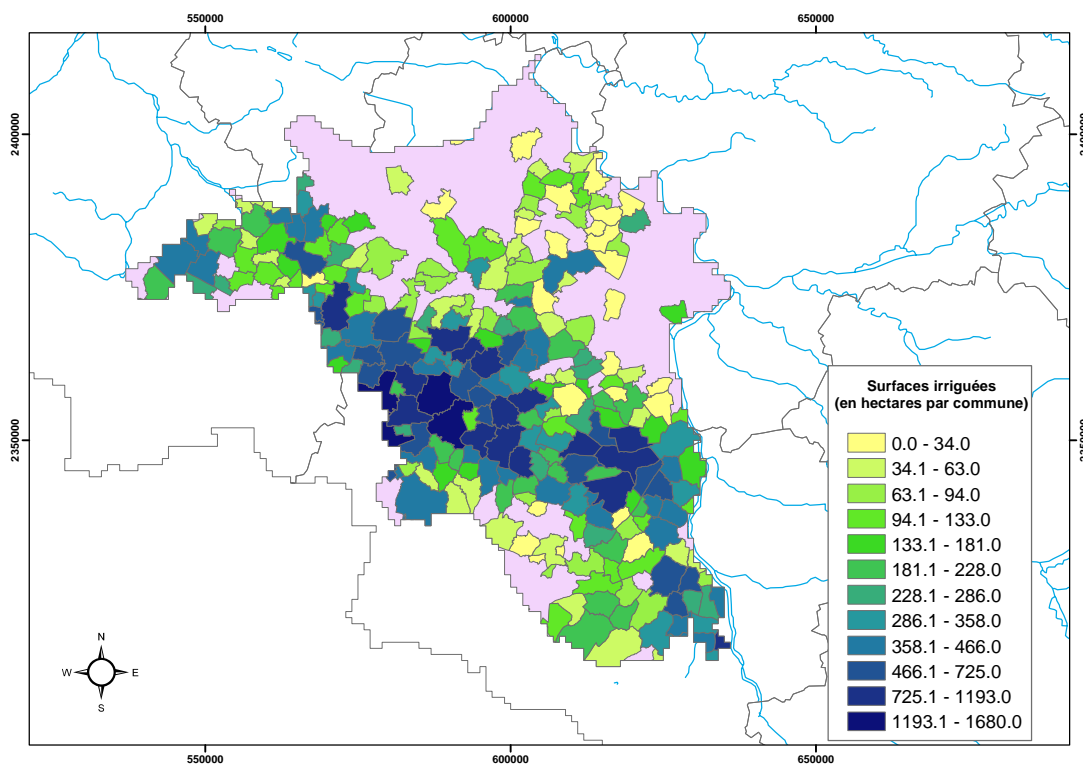 550000 600000 650000
2400000 2400000
2350000 2350000
Surfaces irriguées
(en hectares par commune)
0.0 - 34.0
34.1 - 63.0
63.1 - 94.0
94.1 - 133.0
133.1 - 181.0
181.1 - 228.0
228.1 - 286.0
286.1 - 358.0
358.1 - 466.0
466.1 - 725.0
725.1 - 1193.0
1193.1 - 1680.0
N
W E
S
550000 600000 650000